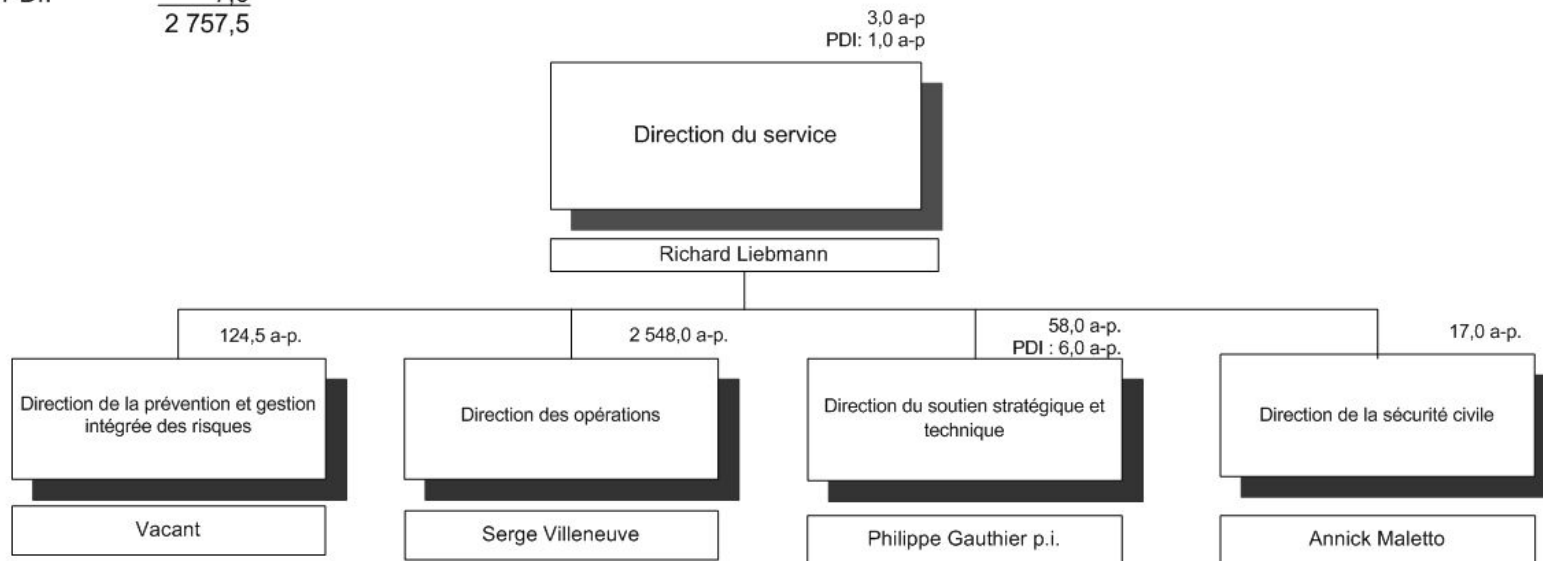 2 757,5
3,0 a-p
PDI: 1,0 a-p
Direction du service
Richard Liebmann
124,5 a-p.
2 548,0 a-p.
58,0 a-p.
PDI : 6,0 a-p.
17,0 a-p.
Direction de la prévention et gestion
intégrée des risques
Direction des opérations
Direction du soutien stratégique et
technique
Direction de la sécurité civile
Vacant
Serge Villeneuve
Philippe Gauthier p.i.
Annick Maletto